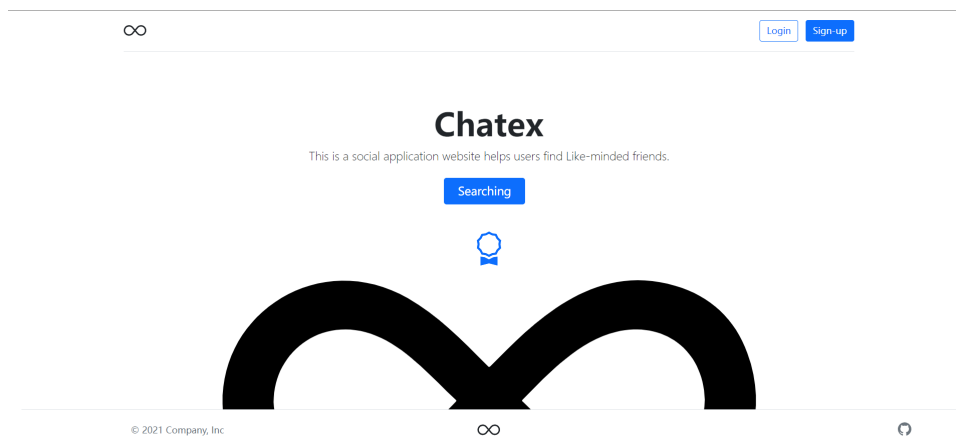 Login Sign-up
Chatex
This is a social application website helps users find Like-minded friends.
Searching
© 2021 Company, Inc